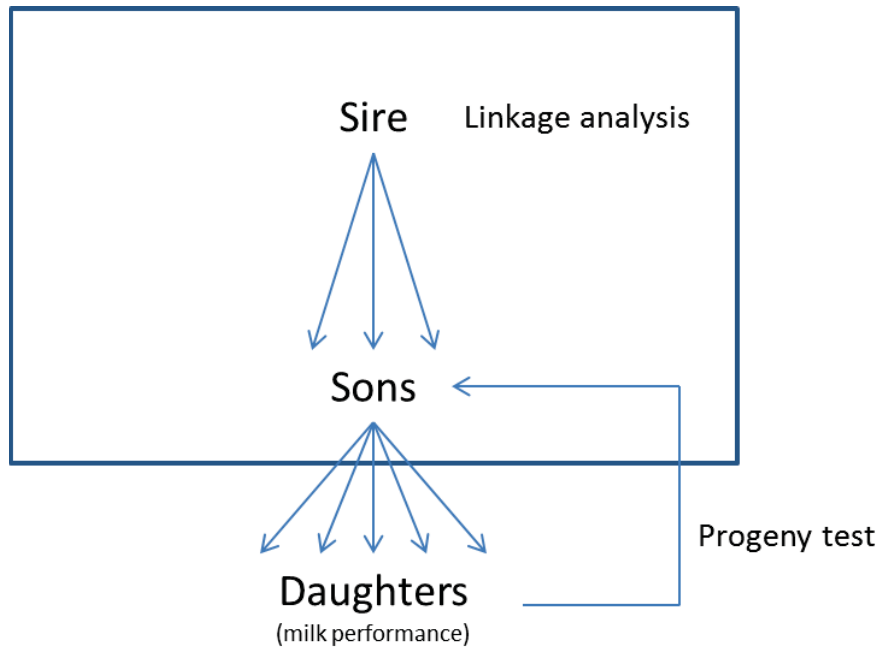 Sire
Linkage analysis
Sons
Progeny test
Daughters
(milk performance)